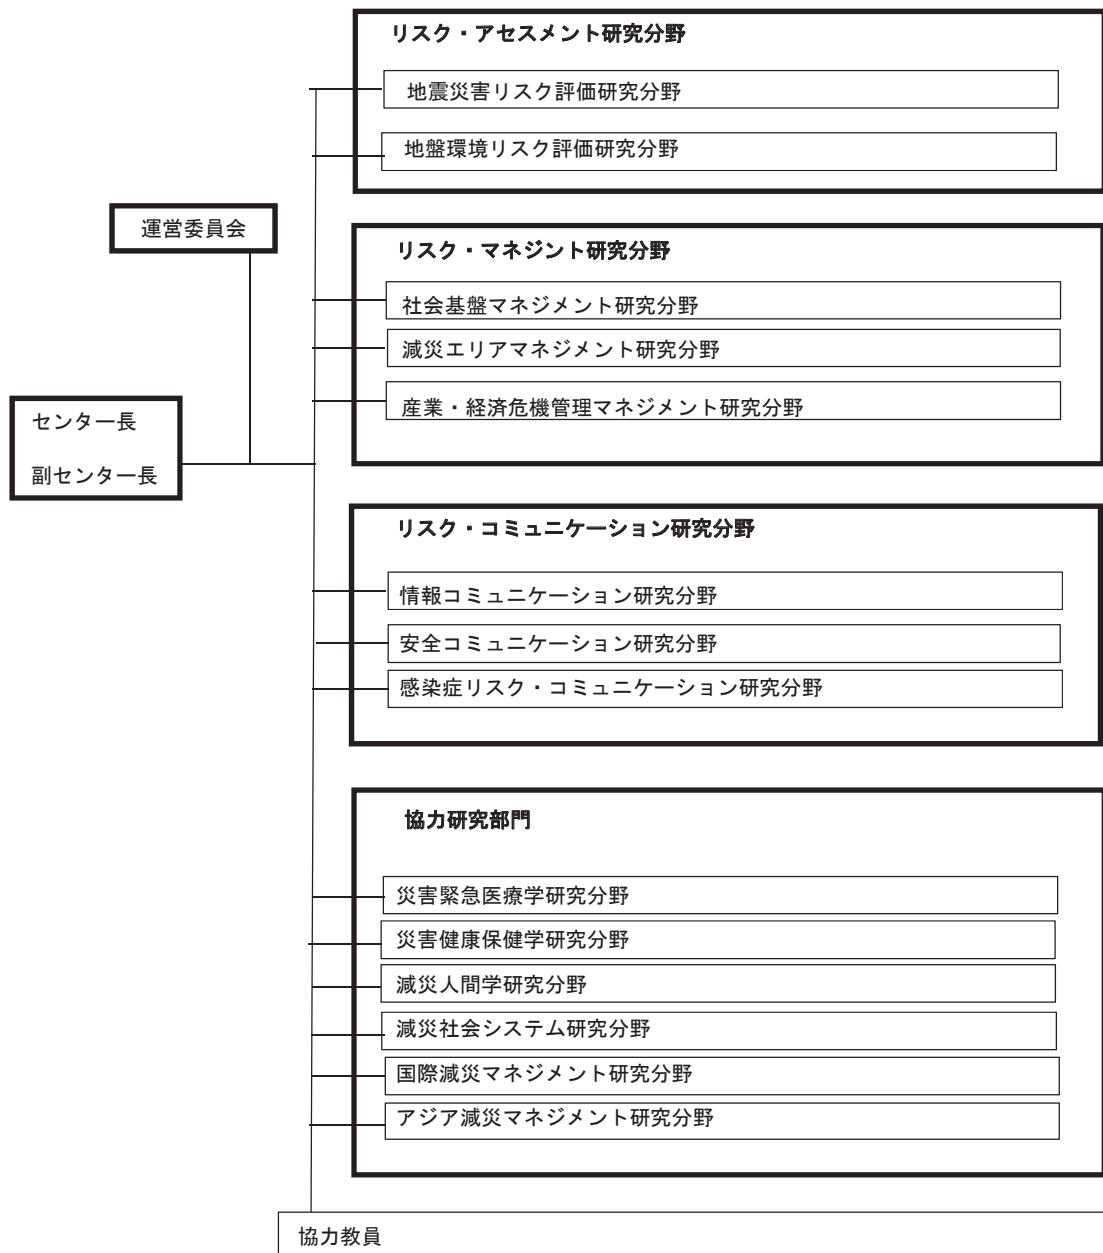 リスク・アセスメント研究分野
地震災害リスク評価研究分野
地盤環境リスク評価研究分野
運営委員会
リスク・マネジント研究分野
社会基盤マネジメント研究分野
減災エリアマネジメント研究分野
産業・経済危機管理マネジメント研究分野
センター長
副センター長
リスク・コミュニケーション研究分野
情報コミュニケーション研究分野
安全コミュニケーション研究分野
感染症リスク・コミュニケーション研究分野
協力研究部門
災害緊急医療学研究分野
災害健康保健学研究分野
減災人間学研究分野
減災社会システム研究分野
国際減災マネジメント研究分野
アジア減災マネジメント研究分野
協力教員